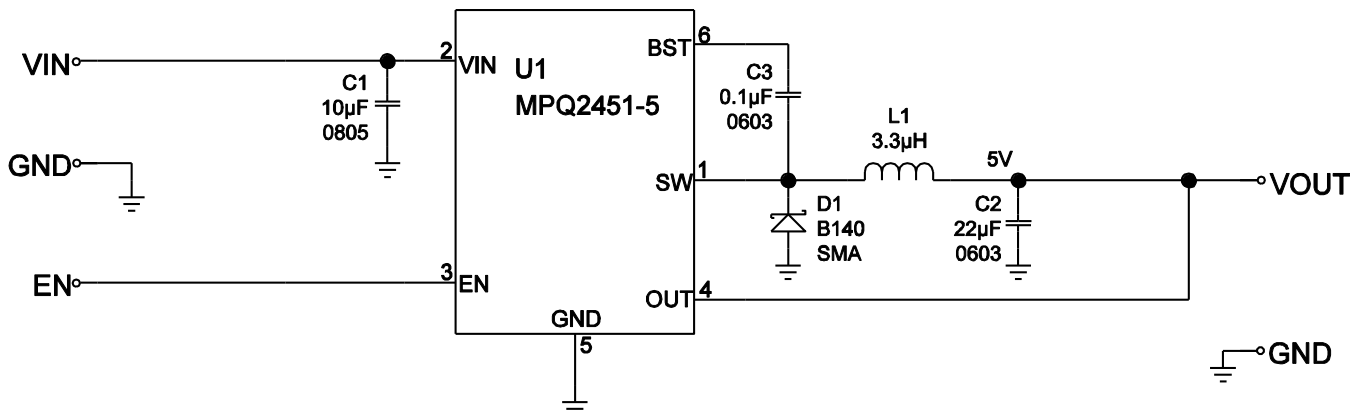 VIN
GND
EN
C1
10µF
0805
2
VIN
U1
MPQ2451-5
3
EN
GND
5
BST
6
SW
1
OUT
4
C3
0.1µF
0603
D1
B140
SMA
L1
3.3µH
5V
C2
22µF
0603
VOUT
GND